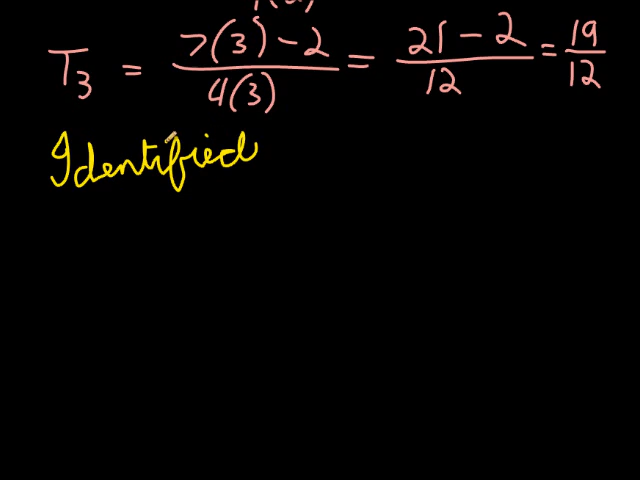 T₃ = 7(3) - 2 / 4(3) = 21 - 2 / 12 = 19 / 12
Identified